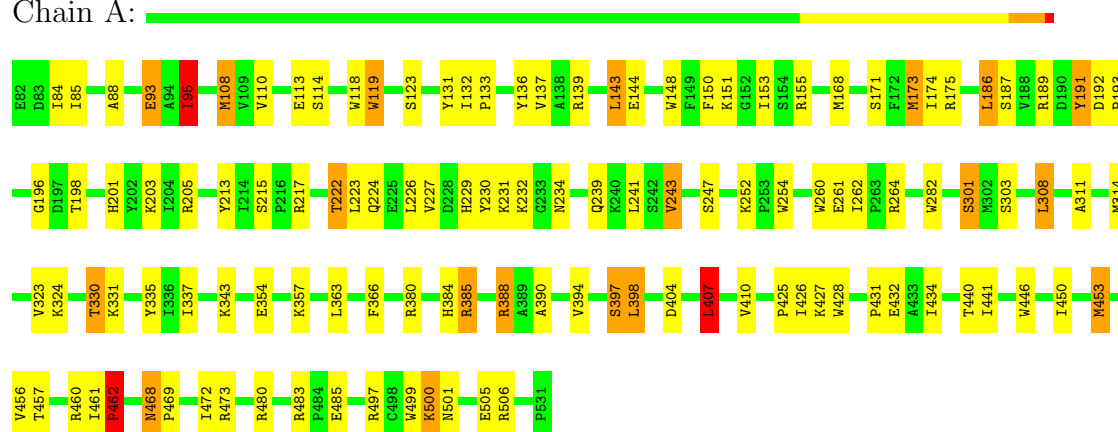 Chain A:
E82 D83 I84 I85 A88 E93 A94 I95 M108 V109 V110 E113 S114 W118 W119 S123 Y131 I132 P133 Y136 V137 A138 R139 L143 E144 W148 F149 F150 K151 G152 I153 S154 R155 M168 S171 F172 M173 I174 R175 L186 S187 V188 R189 D190 Y191 D192
G196 D197 T198 H201 Y202 K203 I204 R205 Y213 I214 S215 P216 R217 T222 L223 Q224 E225 L226 V227 D228 H229 Y230 K231 K232 G233 N234 Q239 K240 L241 S242 V243 S247 K252 P253 W254 W260 E261 I262 P263 R264 W282 S301 M302 S303 L308 A311 M314
V323 K324 T330 K331 Y335 I336 I337 K343 E354 K357 L363 F366 R380 H384 R385 R388 A389 A390 V394 S397 L398 D404 L407 V410 P425 I426 K427 W428 P431 E432 A433 I434 T440 I441 W446 I450 M453
V456 T457 R460 I461 P462 N468 P469 I472 R473 R480 R483 P484 E485 R497 C498 W499 K500 N501 E505 R506 P531